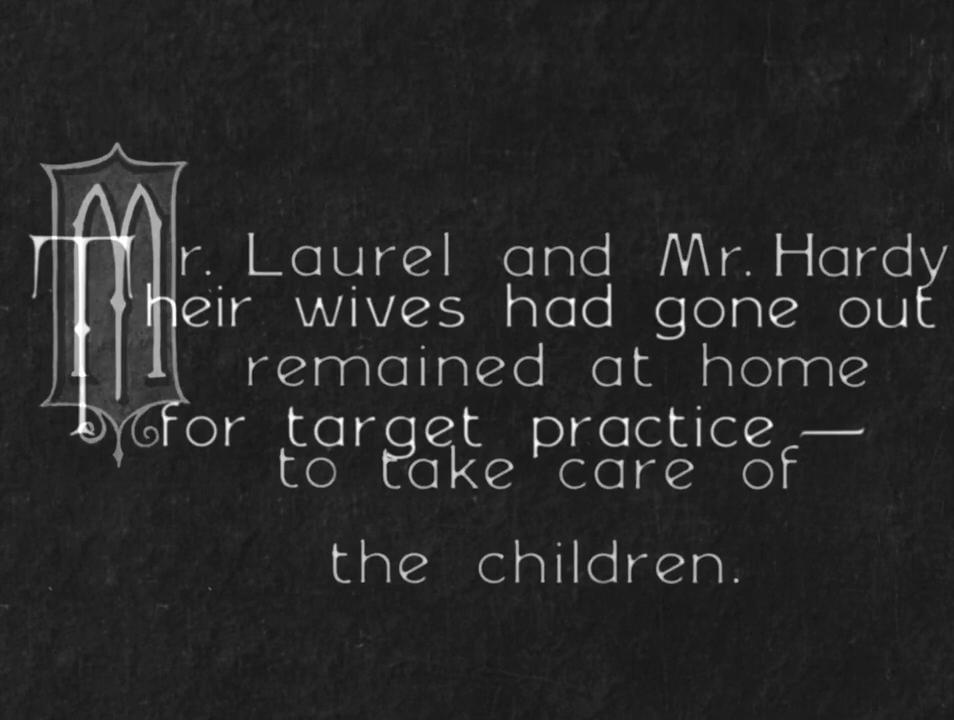 Mr. Laurel and Mr. Hardy
Their wives had gone out
remained at home
for target practice —
to take care of
the children.